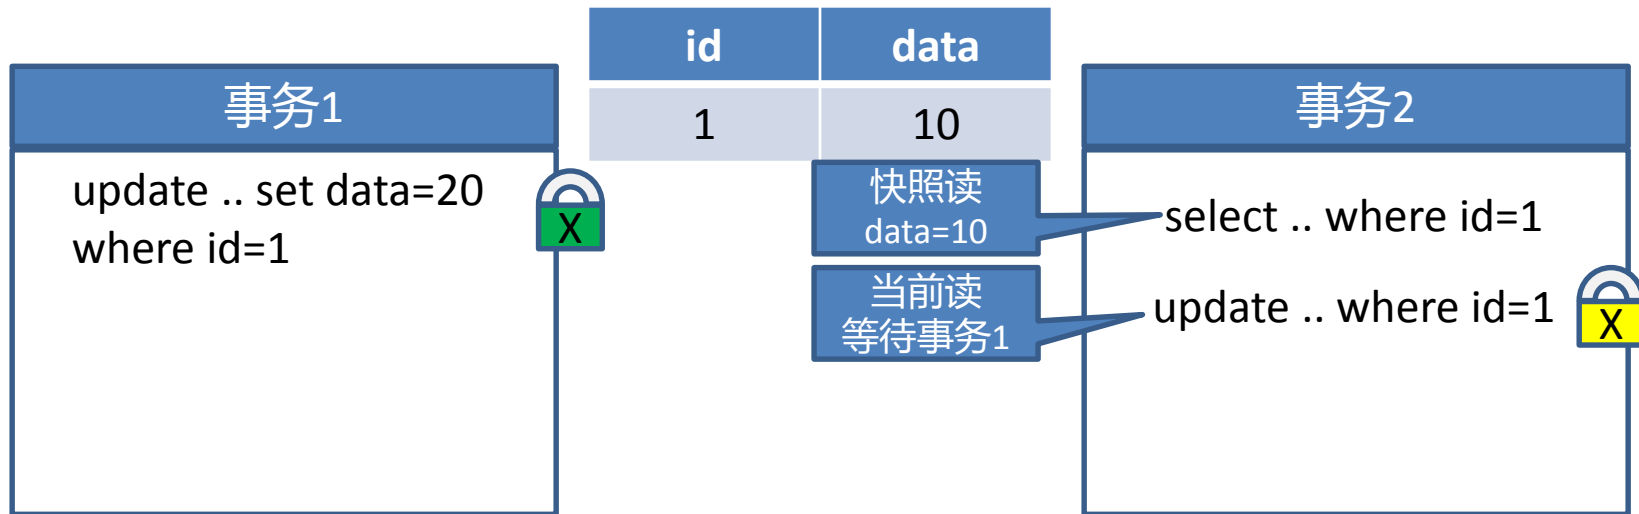 id data
1 10
事务1
update .. set data=20
where id=1
X
快照读
data=10
当前读
等待事务1
事务2
select .. where id=1
update .. where id=1
X